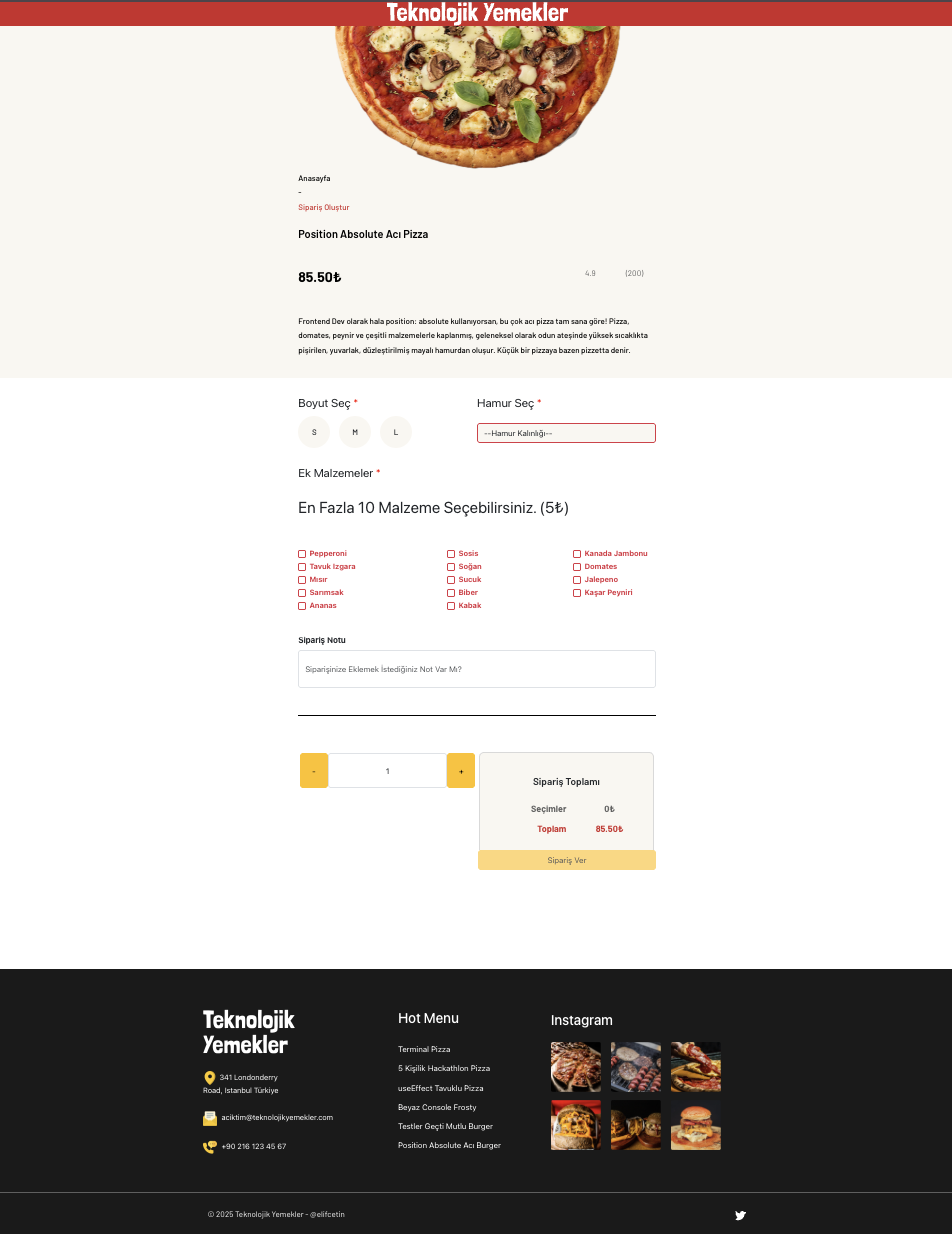 Teknolojik Yemekler
Anasayfa
-
Sipariş Oluştur
Position Absolute Acı Pizza
85.50₺
4.9
(200)
Frontend Dev olarak hala position: absolute kullanıyorsan, bu çok acı pizza tam sana göre! Pizza,
domates, peynir ve çeşitli malzemelerle kaplanmış, geleneksel olarak odun ateşinde yüksek sıcaklıkta
pişirilen, yuvarlak, düzleştirilmiş mayalı hamurdan oluşur. Küçük bir pizzaya bazen pizzetta denir.
Boyut Seç *
Hamur Seç *
S
M
L
--Hamur Kalınlığı--
Ek Malzemeler *
En Fazla 10 Malzeme Seçebilirsiniz. (5₺)
Pepperoni
Tavuk Izgara
Mısır
Sarımsak
Ananas
Sosis
Soğan
Sucuk
Biber
Kabak
Kanada Jambonu
Domates
Jalepeno
Kaşar Peyniri
Sipariş Notu
Siparişinize Eklemek İstediğiniz Not Var Mı?
-
1
+
Sipariş Toplamı
Seçimler 0₺
Toplam 85.50₺
Sipariş Ver
Teknolojik
Yemekler
341 Londonderry
Road, Istanbul Türkiye
aciktim@teknolojikyemekler.com
+90 216 123 45 67
Hot Menu
Terminal Pizza
5 Kişilik Hackathlon Pizza
useEffect Tavuklu Pizza
Beyaz Console Frosty
Testler Geçti Mutlu Burger
Position Absolute Acı Burger
Instagram
© 2025 Teknolojik Yemekler - @elifcetin